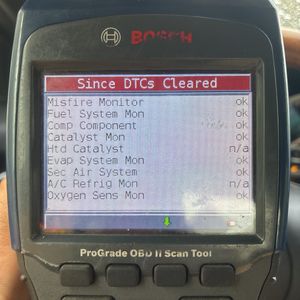 BOSCH
Since DTCs Cleared
Misfire Monitor ok
Fuel System Mon ok
Comp Component ok
Catalyst Mon ok
Htd Catalyst n/a
Evap System Mon ok
Sec Air System ok
A/C Refrig Mon n/a
Oxygen Sens Mon ok
ProGrade OBD II Scan Tool